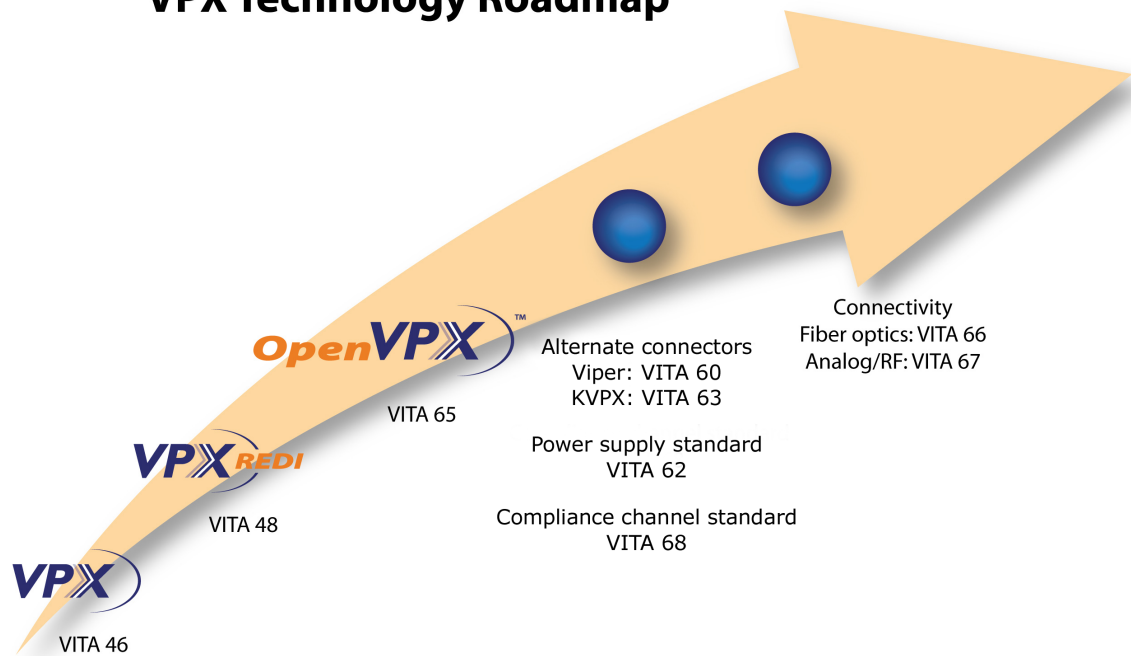 VPX Technology Roadmap
OpenVPX™
VITA 65
VPX REDI
VITA 48
VPX
VITA 46
Alternate connectors
Viper: VITA 60
KVPX: VITA 63
Power supply standard
VITA 62
Compliance channel standard
VITA 68
Connectivity
Fiber optics: VITA 66
Analog/RF: VITA 67